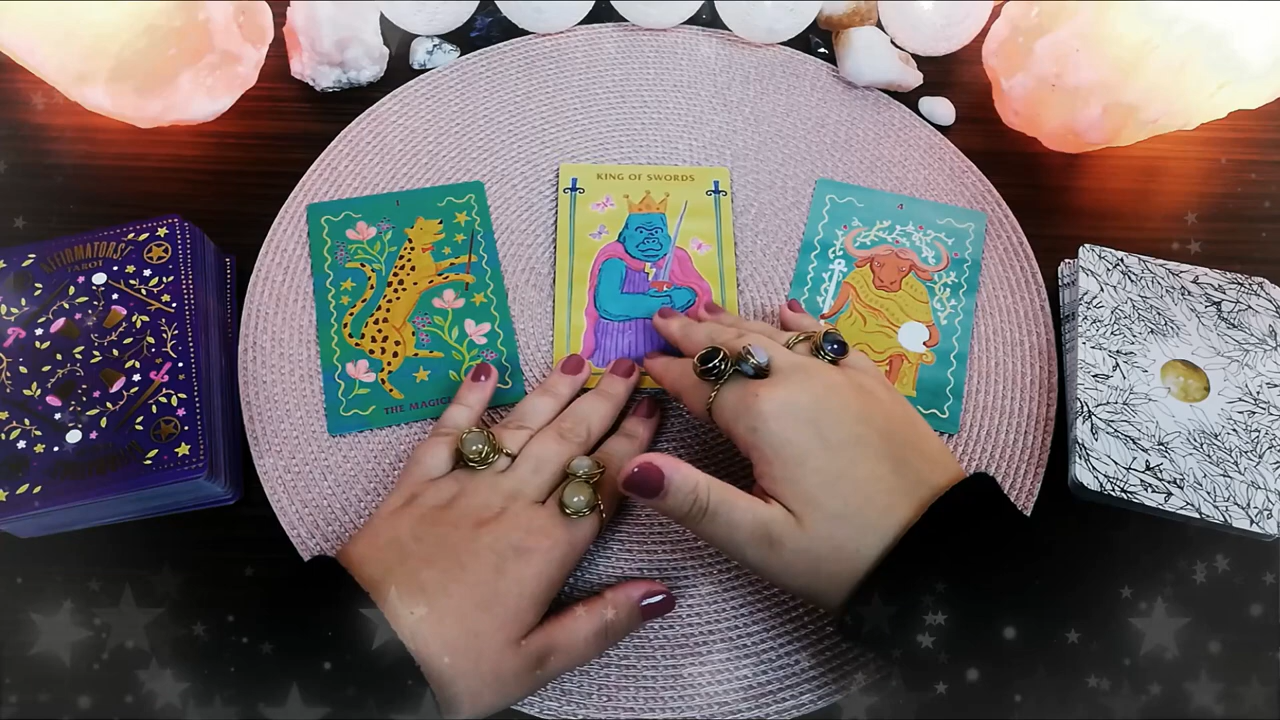 AFFIRMATORS!
TAROT
1
THE MAGIC
KING OF SWORDS
4